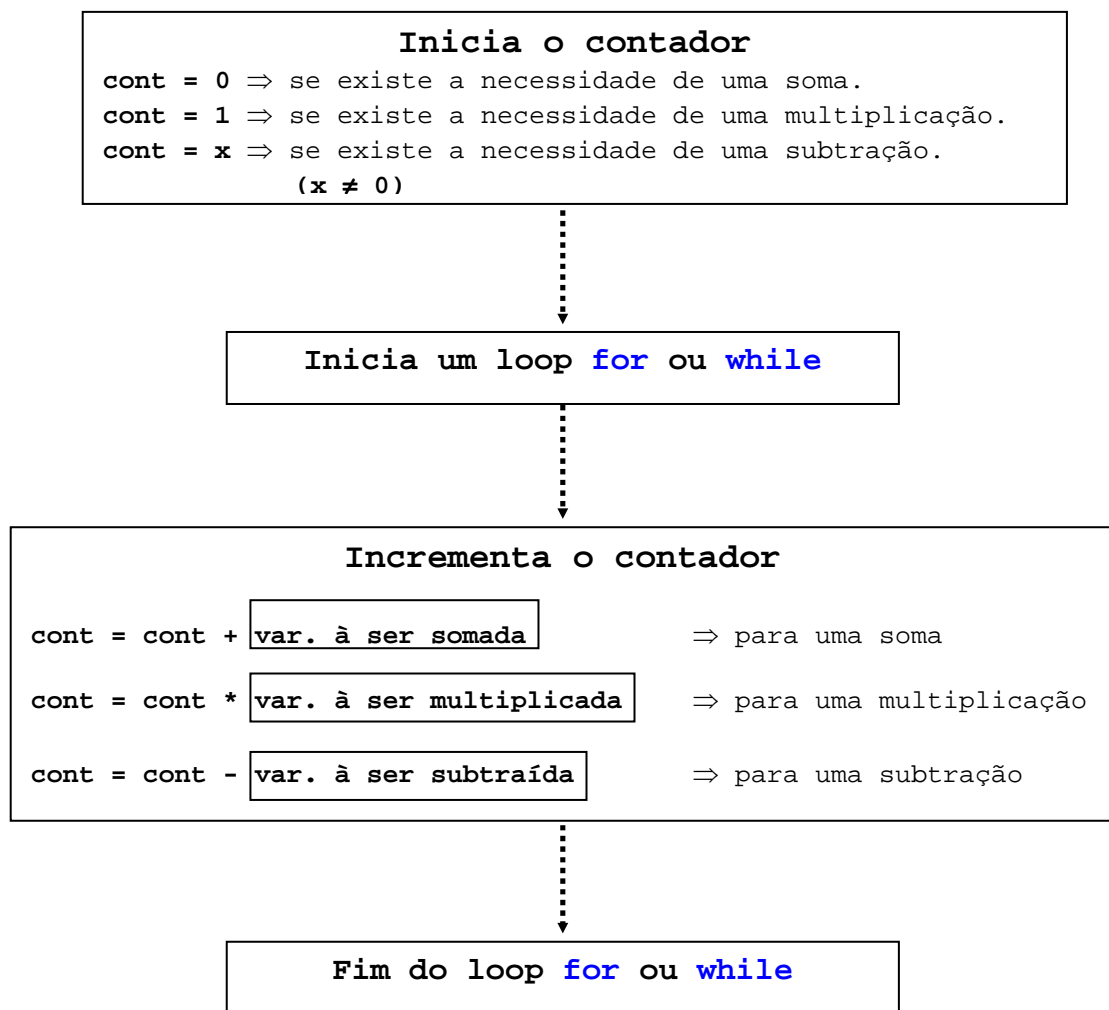 Inicia o contador
cont = 0 ⇒ se existe a necessidade de uma soma.
cont = 1 ⇒ se existe a necessidade de uma multiplicação.
cont = x ⇒ se existe a necessidade de uma subtração.
(x ≠ 0)
Inicia um loop for ou while
Incrementa o contador
cont = cont + var. à ser somada ⇒ para uma soma
cont = cont * var. à ser multiplicada ⇒ para uma multiplicação
cont = cont - var. à ser subtraída ⇒ para uma subtração
Fim do loop for ou while